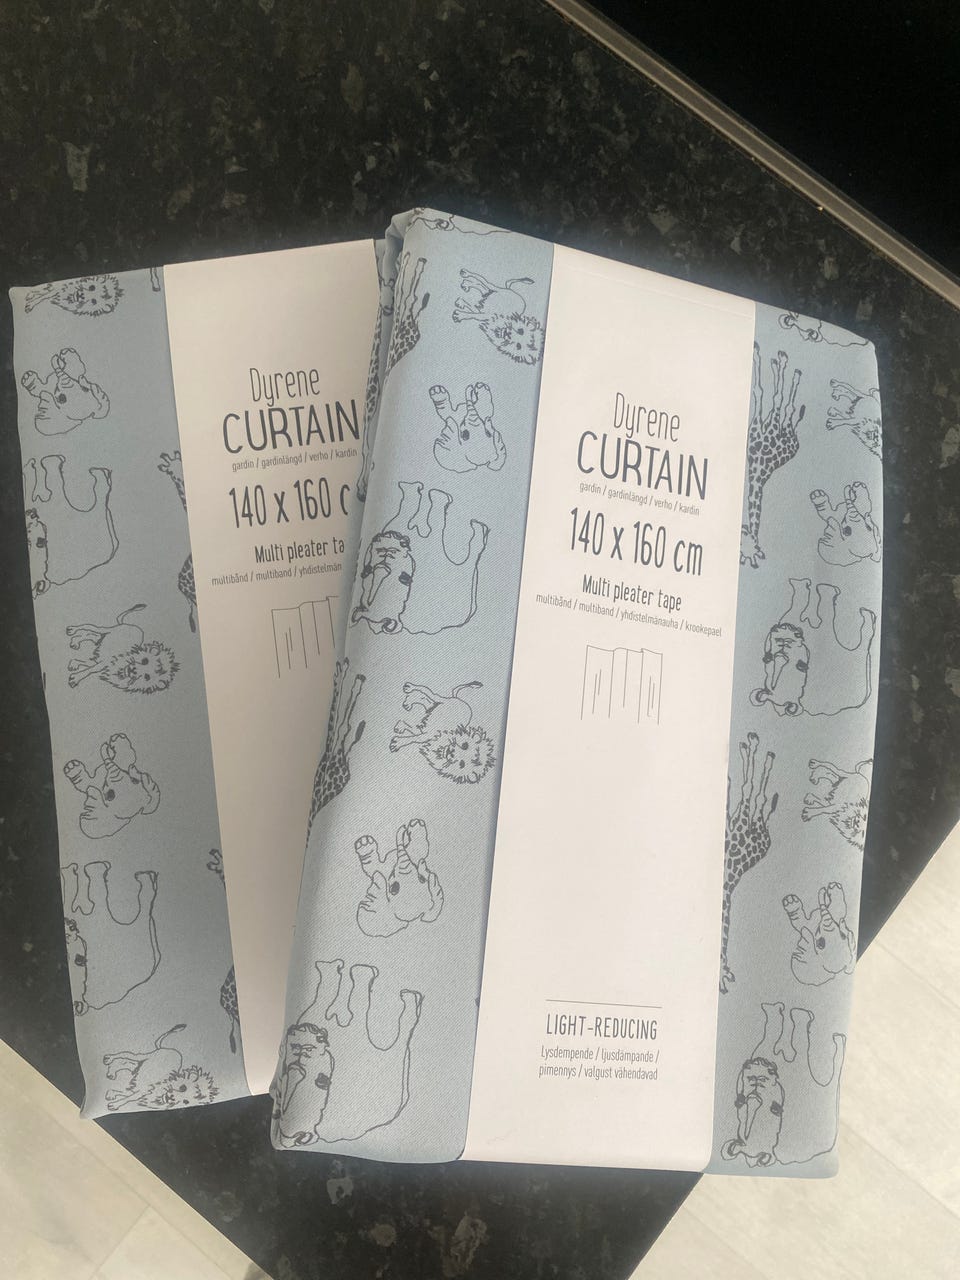 Dyrene
CURTAIN
gardin / gardinlängd / verho / kardin
140 x 160 c
Multi pleater ta
multibånd / multiband / yhdistelmän
Dyrene
CURTAIN
gardin / gardinlängd / verho / kardin
140 x 160 cm
Multi pleater tape
multibånd / multiband / yhdistelmänauha / krookepael
LIGHT-REDUCING
Lysdempende / ljusdämpande /
pimennys / valgust vähendavad